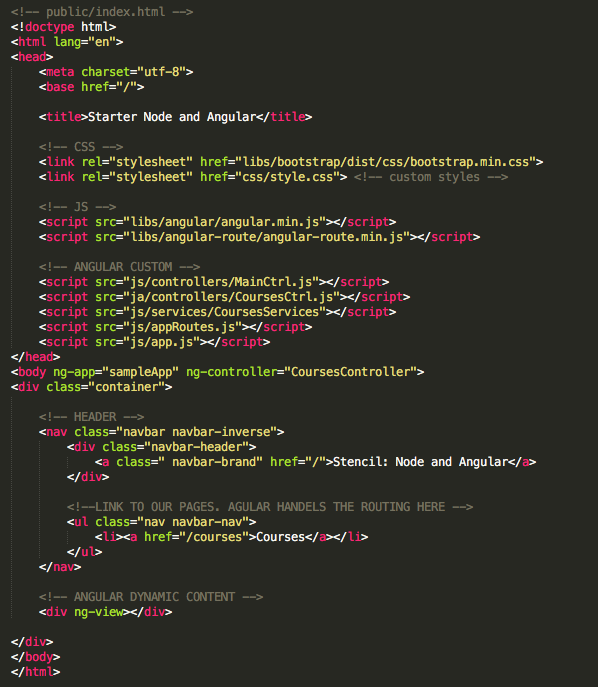 <!-- public/index.html -->
<!doctype html>
<html lang="en">
<head>
    <meta charset="utf-8">
    <base href="/">

    <title>Starter Node and Angular</title>

    <!-- CSS -->
    <link rel="stylesheet" href="libs/bootstrap/dist/css/bootstrap.min.css">
    <link rel="stylesheet" href="css/style.css"> <!-- custom styles -->

    <!-- JS -->
    <script src="libs/angular/angular.min.js"></script>
    <script src="libs/angular-route/angular-route.min.js"></script>

    <!-- ANGULAR CUSTOM -->
    <script src="js/controllers/MainCtrl.js"></script>
    <script src="ja/controllers/CoursesCtrl.js"></script>
    <script src="js/services/CoursesServices"></script>
    <script src="js/appRoutes.js"></script>
    <script src="js/app.js"></script>
</head>
<body ng-app="sampleApp" ng-controller="CoursesController">
<div class="container">

    <!-- HEADER -->
    <nav class="navbar navbar-inverse">
        <div class="navbar-header">
            <a class=" navbar-brand" href="/">Stencil: Node and Angular</a>
        </div>

        <!--LINK TO OUR PAGES. AGULAR HANDELS THE ROUTING HERE -->
        <ul class="nav navbar-nav">
            <li><a href="/courses">Courses</a></li>
        </ul>
    </nav>

    <!-- ANGULAR DYNAMIC CONTENT -->
    <div ng-view></div>

</div>
</body>
</html>